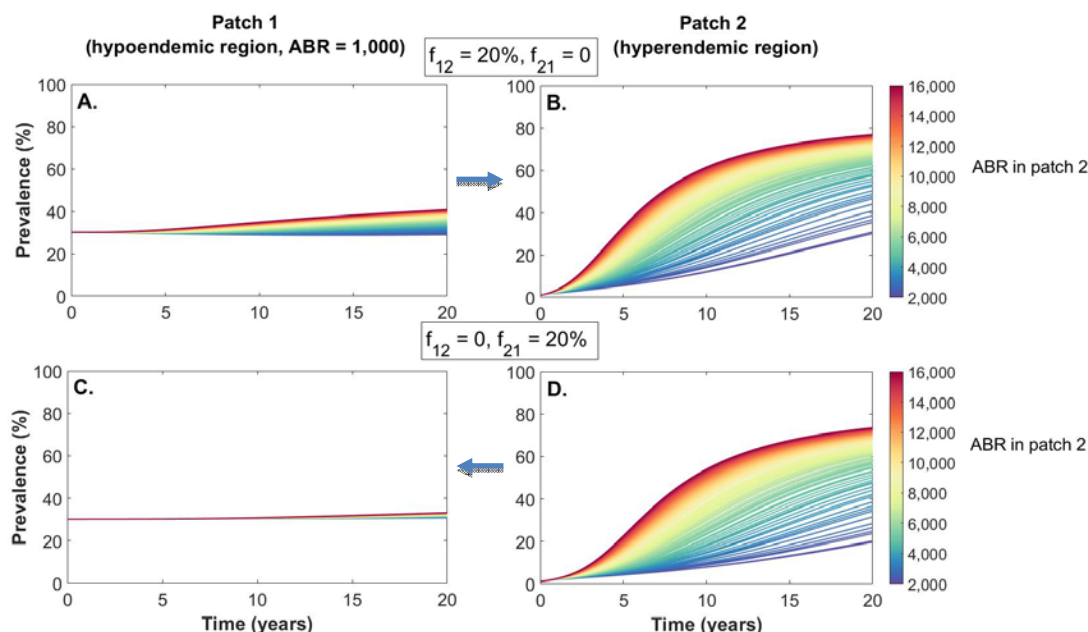 Patch 1
(hypoendemic region, ABR = 1,000)
Patch 2
(hyperendemic region)
f12 = 20%, f21 = 0
A.
100
80
60
40
20
0
Prevalence (%)
0 5 10 15 20
B.
100
80
60
40
20
0
0 5 10 15 20
16,000
14,000
12,000
10,000
8,000
6,000
4,000
2,000
ABR in patch 2
f12 = 0, f21 = 20%
C.
100
80
60
40
20
0
Prevalence (%)
0 5 10 15 20
Time (years)
D.
100
80
60
40
20
0
0 5 10 15 20
Time (years)
16,000
14,000
12,000
10,000
8,000
6,000
4,000
2,000
ABR in patch 2